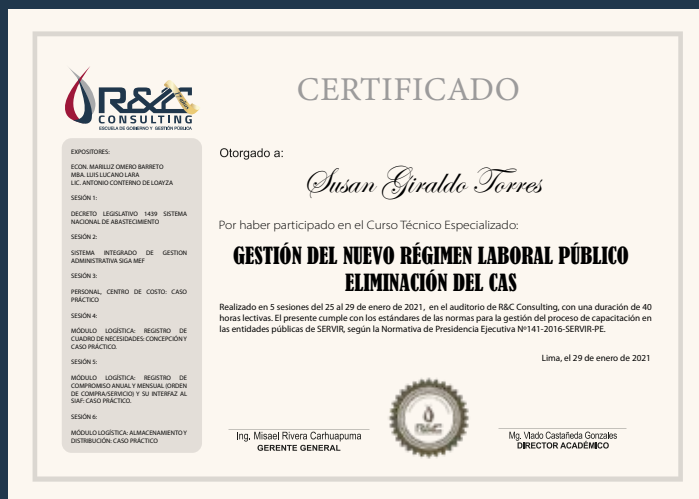 R&C
17 años
CONSULTING
ESCUELA DE GOBIERNO Y GESTIÓN PÚBLICA
CERTIFICADO
EXPOSITORES:
ECON. MARILUZ OMERO BARRETO
MBA. LUIS LUCANO LARA
LIC. ANTONIO CONTERNO DE LOAYZA
SESIÓN 1:
DECRETO LEGISLATIVO 1439 SISTEMA
NACIONAL DE ABASTECIMIENTO
SESIÓN 2:
SISTEMA INTEGRADO DE GESTION
ADMINISTRATIVA SIGA MEF
SESIÓN 3:
PERSONAL, CENTRO DE COSTO: CASO
PRÁCTICO
SESIÓN 4:
MÓDULO LOGÍSTICA: REGISTRO DE
CUADRO DE NECESIDADES: CONCEPCIÓN Y
CASO PRÁCTICO.
SESIÓN 5:
MÓDULO LOGÍSTICA: REGISTRO DE
COMPROMISO ANUAL Y MENSUAL (ORDEN
DE COMPRA/SERVICIO) Y SU INTERFAZ AL
SIAF: CASO PRÁCTICO.
SESIÓN 6:
MÓDULO LOGÍSTICA: ALMACENAMIENTO Y
DISTRIBUCIÓN: CASO PRÁCTICO
Otorgado a:
Susan Giraldo Torres
Por haber participado en el Curso Técnico Especializado:
GESTIÓN DEL NUEVO RÉGIMEN LABORAL PÚBLICO
ELIMINACIÓN DEL CAS
Realizado en 5 sesiones del 25 al 29 de enero de 2021, en el auditorio de R&C Consulting, con una duración de 40
horas lectivas. El presente cumple con los estándares de las normas para la gestión del proceso de capacitación en
las entidades públicas de SERVIR, según la Normativa de Presidencia Ejecutiva Nº141-2016-SERVIR-PE.
Lima, el 29 de enero de 2021
R&C
Ing. Misael Rivera Carhuapuma
GERENTE GENERAL
Mg. Vlado Castañeda Gonzales
DIRECTOR ACADÉMICO